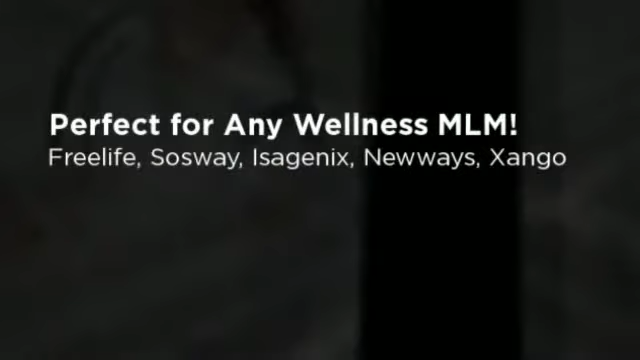 Perfect for Any Wellness MLM!
Freelife, Sosway, Isagenix, Newways, Xango